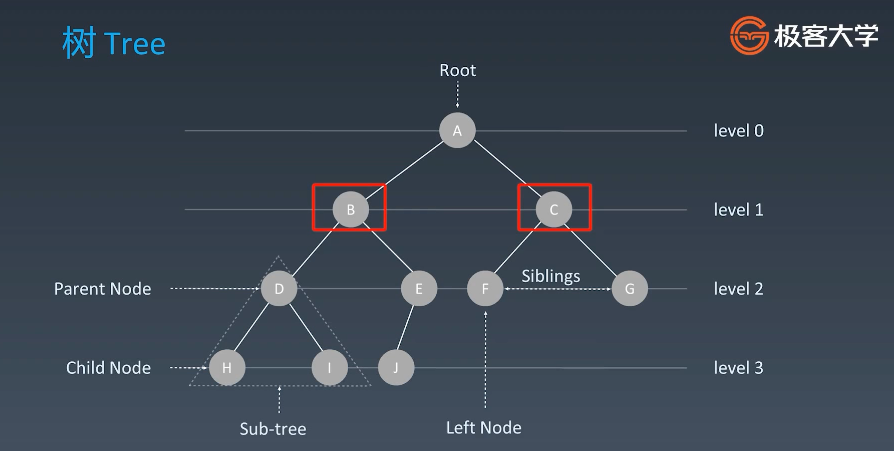 树 Tree
极客大学
Root
A
level 0
B
C
level 1
Siblings
Parent Node
D
E
F
G
level 2
Child Node
H
I
J
level 3
Sub-tree
Left Node